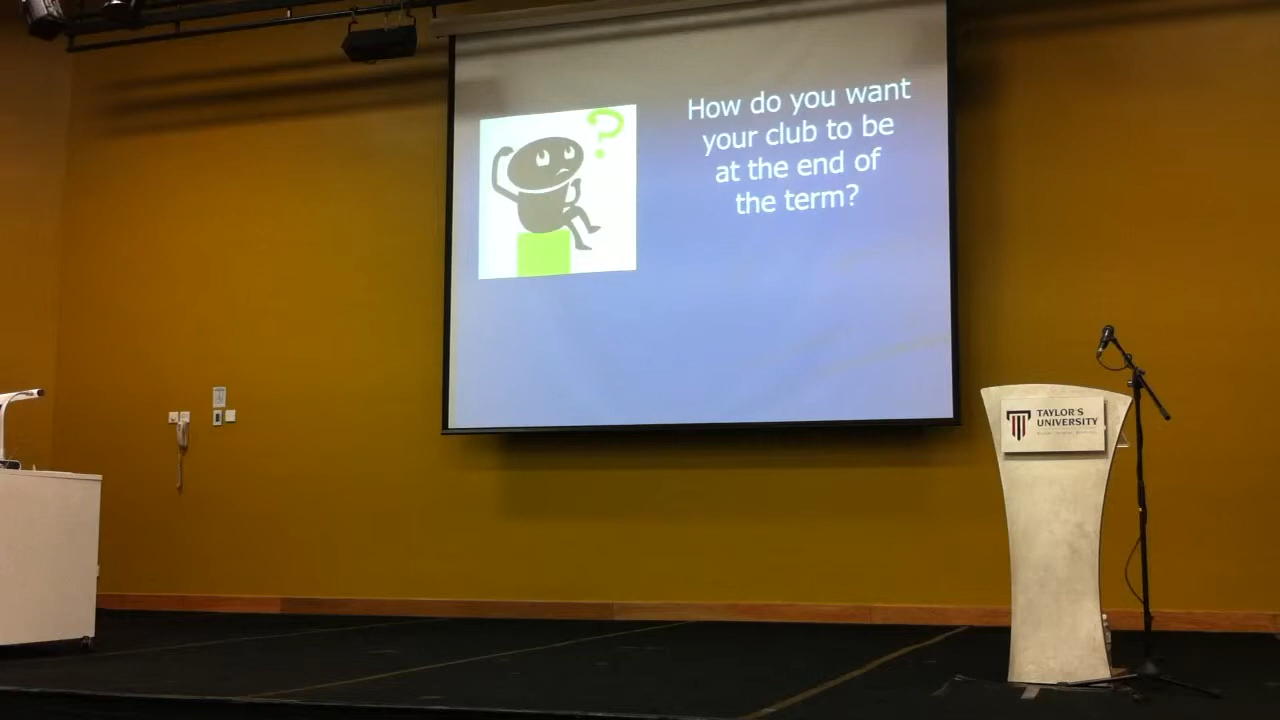 How do you want
your club to be
at the end of
the term?
TAYLOR'S
UNIVERSITY